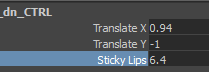 _dn_CTRL
Translate X 0.94
Translate Y -1
Sticky Lips 6.4